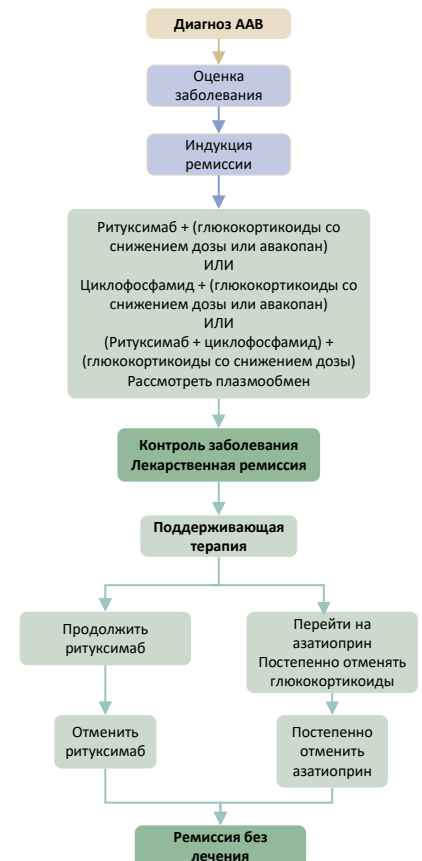 Диагноз ААВ
Оценка
заболевания
Индукция
ремиссии
Ритуксимаб + (глюкокортикоиды со
снижением дозы или авакопан)
ИЛИ
Циклофосфамид + (глюкокортикоиды со
снижением дозы или авакопан)
ИЛИ
(Ритуксимаб + циклофосфамид) +
(глюкокортикоиды со снижением дозы)
Рассмотреть плазмообмен
Контроль заболевания
Лекарственная ремиссия
Поддерживающая
терапия
Продолжить
ритуксимаб
Перейти на
азатиоприн
Постепенно отменять
глюкокортикоиды
Отменить
ритуксимаб
Постепенно
отменить
азатиоприн
Ремиссия без
лечения